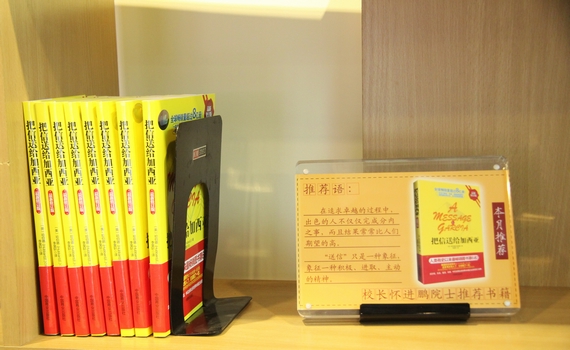 把信送给加西亚
把信送给加西亚
把信送给加西亚
把信送给加西亚
把信送给加西亚
把信送给加西亚
把信送给加西亚
推荐语：
在追求卓越的过程中，
出色的人不仅仅完成分内
之事，而且结果常常比人们
期望的高。
“送信”只是一种象征，
象征一种积极、进取、主动
的精神。
A
MESSAGE
GARCIA
把信送给加西亚
本月推荐
校长怀进鹏院士推荐书籍